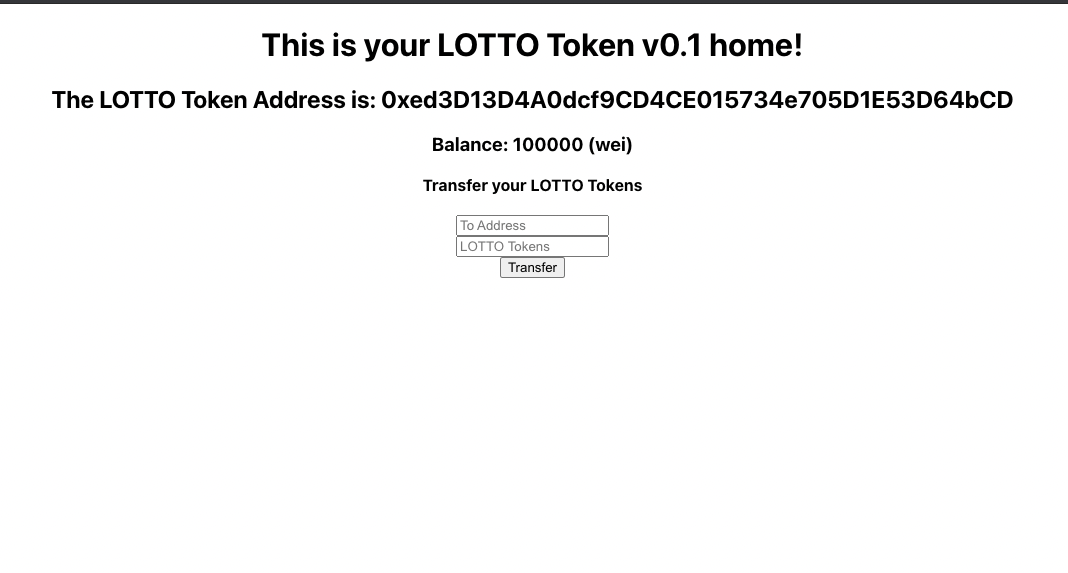 This is your LOTTO Token v0.1 home!
The LOTTO Token Address is: 0xed3D13D4A0dcf9CD4CE015734e705D1E53D64bCD
Balance: 100000 (wei)
Transfer your LOTTO Tokens
To Address
LOTTO Tokens
Transfer